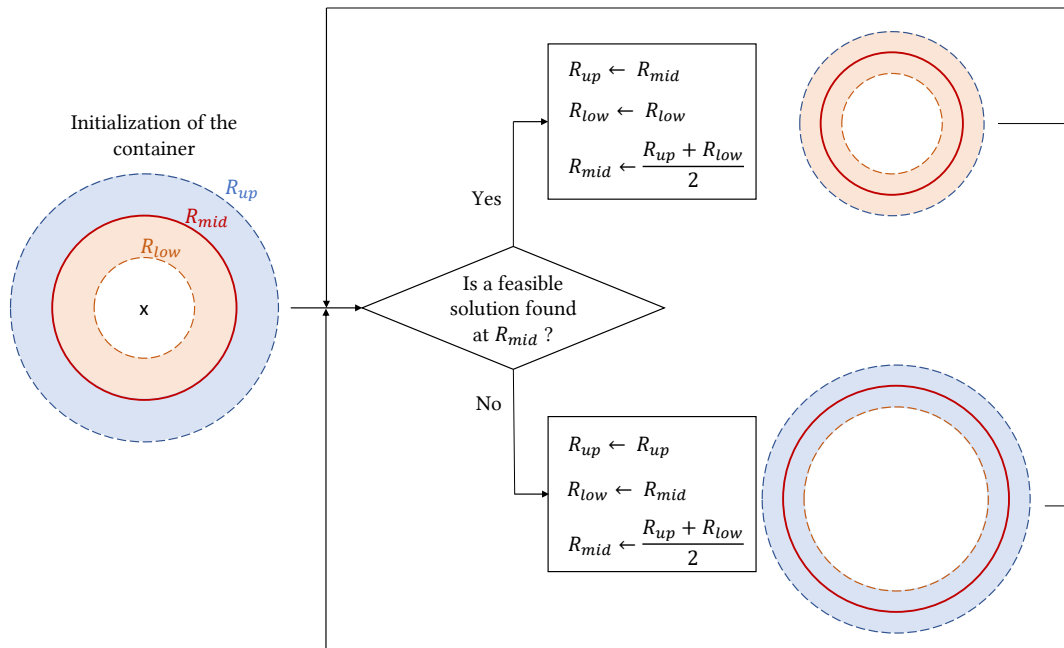 Initialization of the
container
R_up
R_mid
R_low
x
Is a feasible
solution found
at R_mid ?
Yes
R_up ← R_mid
R_low ← R_low
R_mid ← (R_up + R_low)/2
No
R_up ← R_up
R_low ← R_mid
R_mid ← (R_up + R_low)/2